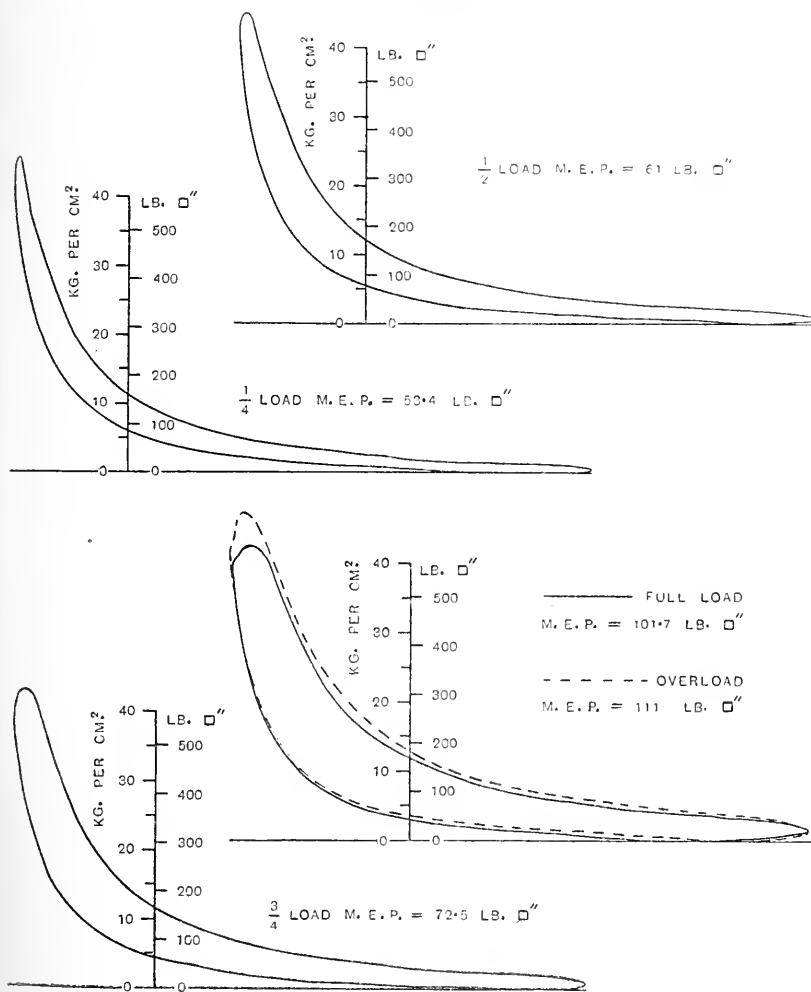 KG. PER CM².
40
30
20
10
0
LB. □″
500
400
300
200
100
0
1/2 LOAD M. E. P. = 61 LB. □″
KG. PER CM².
40
30
20
10
0
LB. □″
500
400
300
200
100
0
1/4 LOAD M. E. P. = 53·4 LB. □″
KG. PER CM².
40
30
20
10
0
LB. □″
500
400
300
200
100
0
FULL LOAD
M. E. P. = 101·7 LB. □″
OVERLOAD
M. E. P. = 111 LB. □″
KG. PER CM².
40
30
20
10
0
LB. □″
500
400
300
200
100
0
3/4 LOAD M. E. P. = 72·5 LB. □″